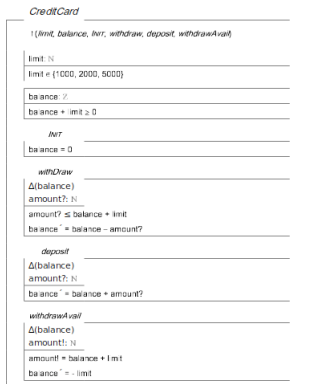 CreditCard
↾(limit, balance, INIT, withdraw, deposit, withdrawAvail)
limit: ℕ
limit ∈ {1000, 2000, 5000}
balance: ℤ
balance + limit ≥ 0
INIT
balance = 0
withDraw
Δ(balance)
amount?: ℕ
amount? ≤ balance + limit
balance´ = balance – amount?
deposit
Δ(balance)
amount?: ℕ
balance´ = balance + amount?
withdrawAvail
Δ(balance)
amount!: ℕ
amount! = balance + limit
balance´ = - limit